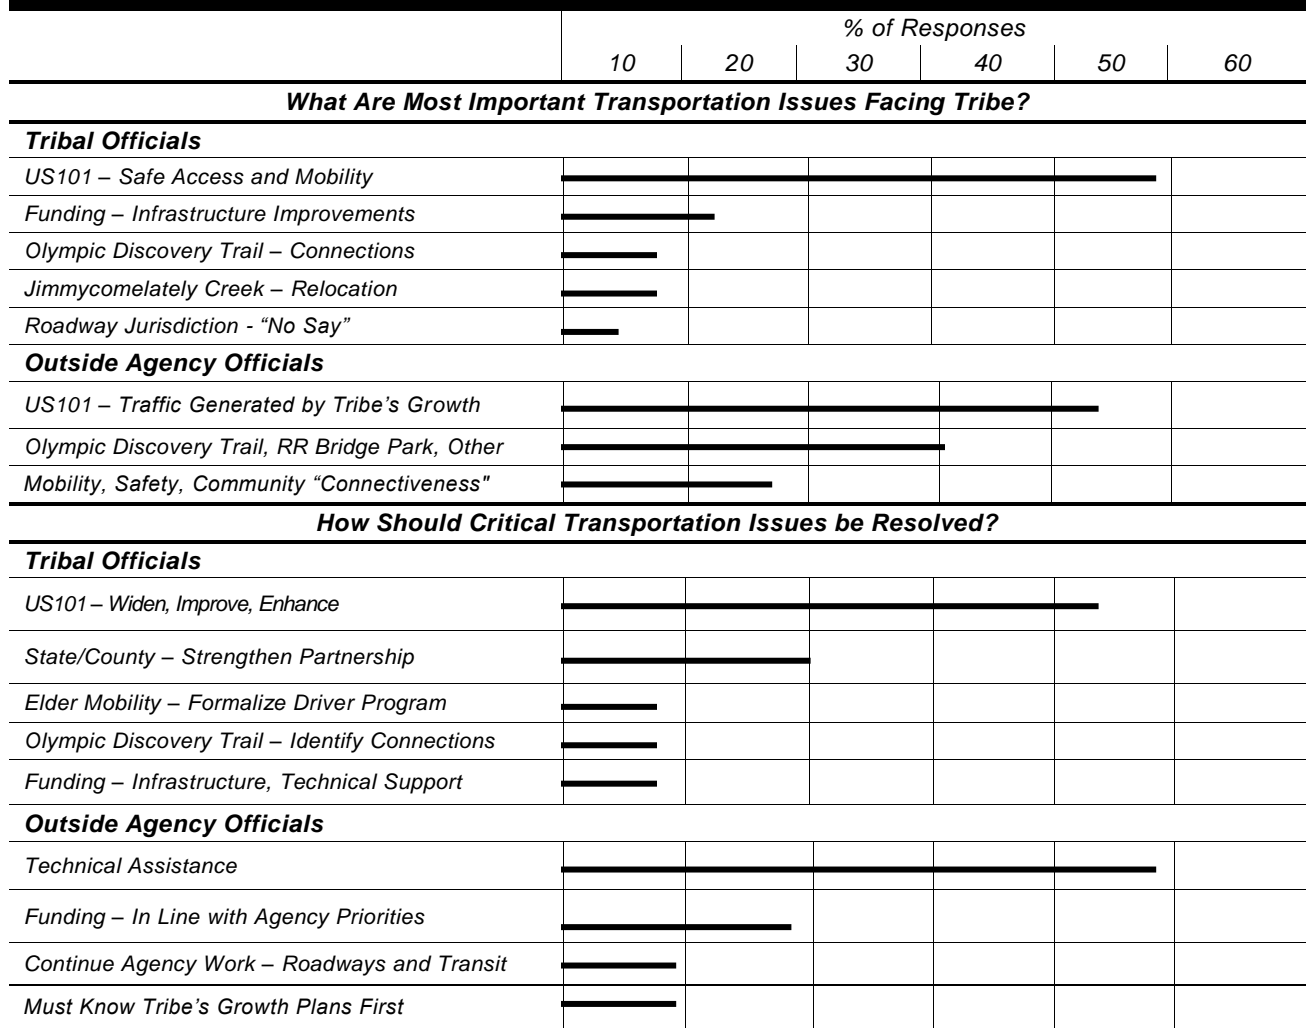 % of Responses
10 20 30 40 50 60
What Are Most Important Transportation Issues Facing Tribe?
Tribal Officials
US101 – Safe Access and Mobility
Funding – Infrastructure Improvements
Olympic Discovery Trail – Connections
Jimmycomelately Creek – Relocation
Roadway Jurisdiction - “No Say”
Outside Agency Officials
US101 – Traffic Generated by Tribe’s Growth
Olympic Discovery Trail, RR Bridge Park, Other
Mobility, Safety, Community “Connectiveness"
How Should Critical Transportation Issues be Resolved?
Tribal Officials
US101 – Widen, Improve, Enhance
State/County – Strengthen Partnership
Elder Mobility – Formalize Driver Program
Olympic Discovery Trail – Identify Connections
Funding – Infrastructure, Technical Support
Outside Agency Officials
Technical Assistance
Funding – In Line with Agency Priorities
Continue Agency Work – Roadways and Transit
Must Know Tribe’s Growth Plans First